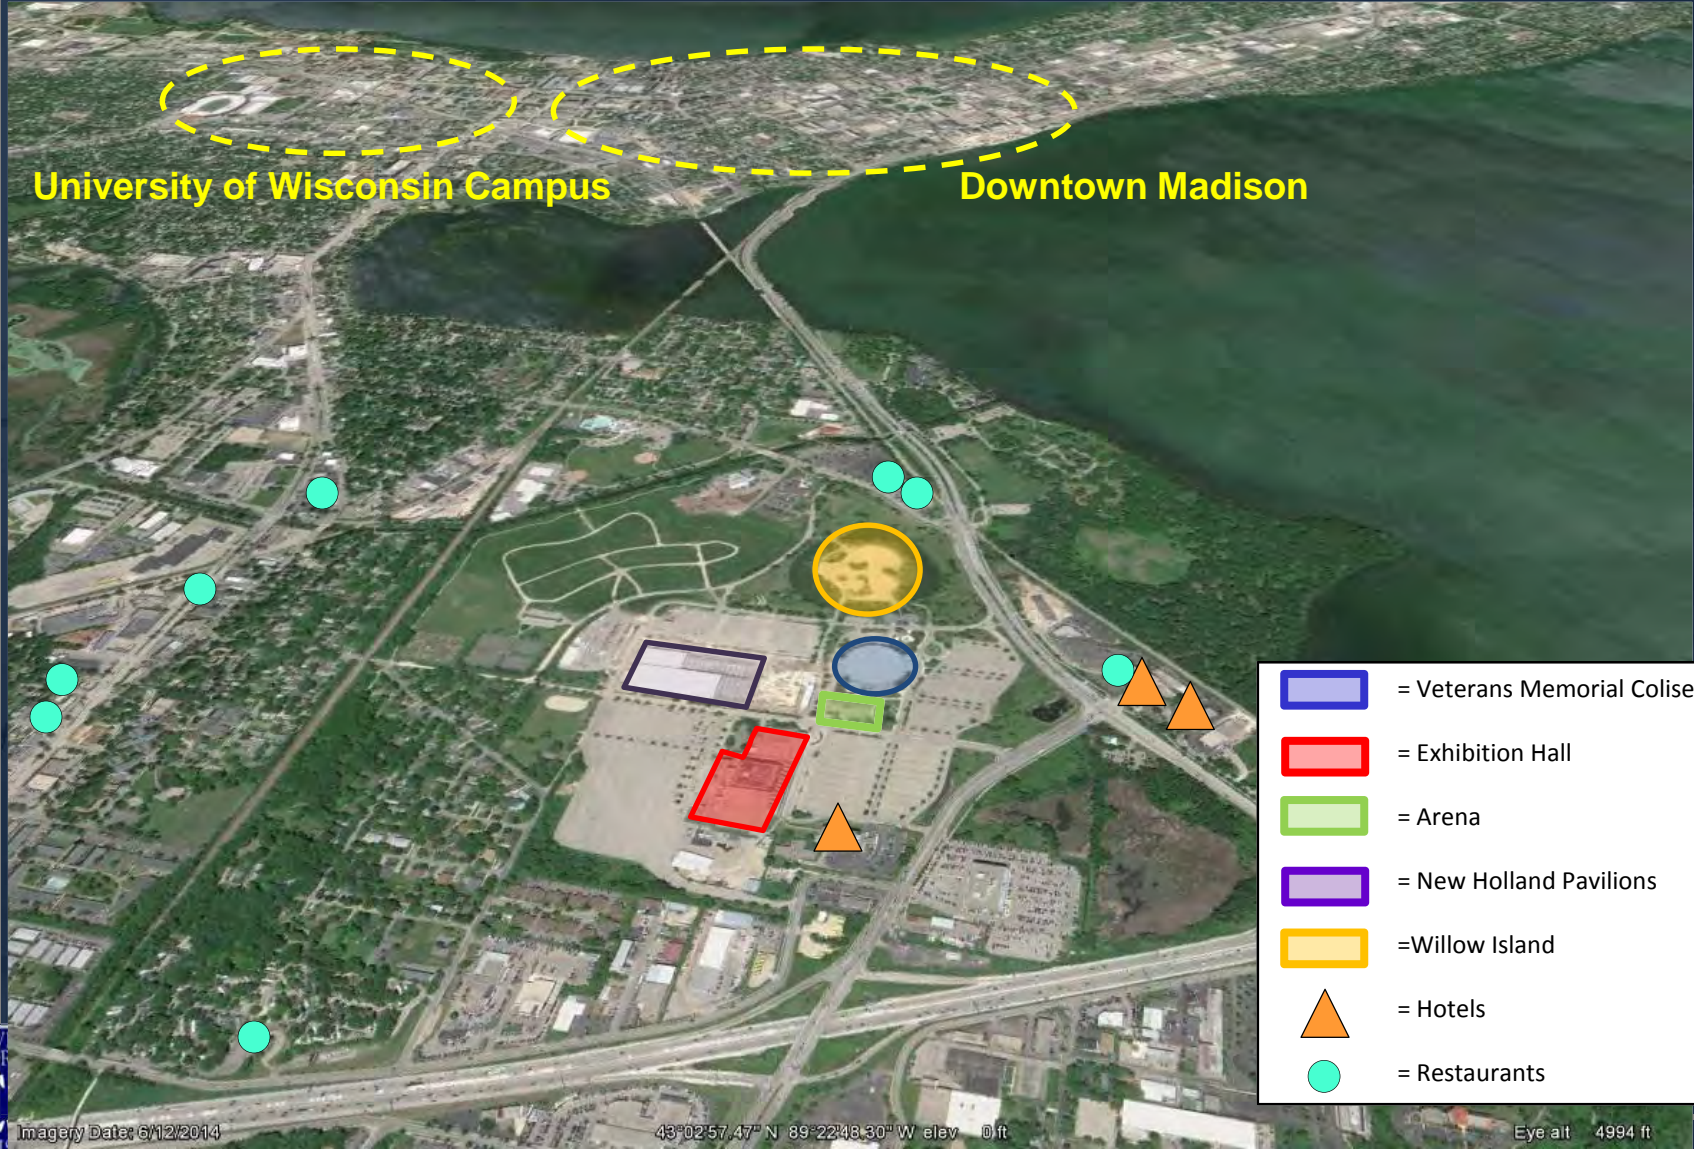 University of Wisconsin Campus
Downtown Madison
= Veterans Memorial Colise
= Exhibition Hall
= Arena
= New Holland Pavilions
=Willow Island
= Hotels
= Restaurants
Imagery Date: 6/12/2014
43°02'57.47" N 89°22'48.30" W elev 0 ft
Eye alt 4994 ft